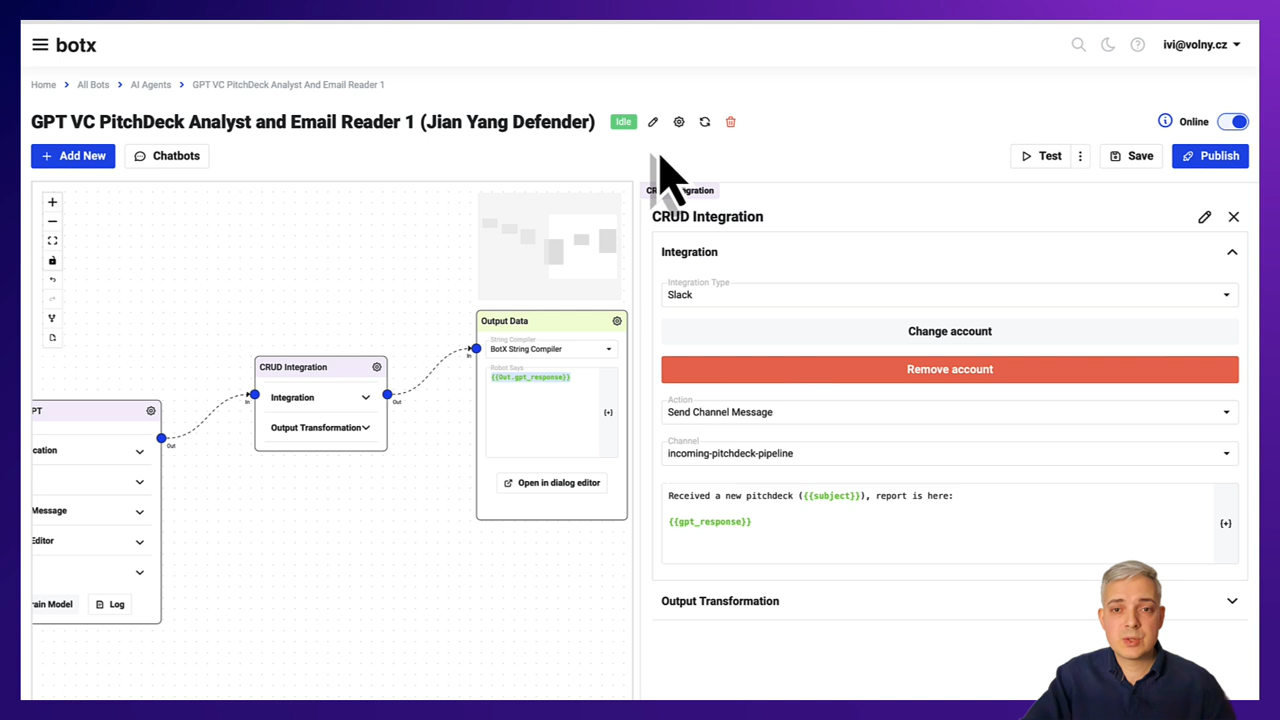 botx
ivi@volny.cz
Home > All Bots > AI Agents > GPT VC PitchDeck Analyst And Email Reader 1
GPT VC PitchDeck Analyst and Email Reader 1 (Jian Yang Defender)
Idle
Online
+ Add New
Chatbots
Test
Save
Publish
PT
cation
Message
Editor
rain Model
Log
Out
In
CRUD Integration
Integration
Output Transformation
Out
In
Output Data
String Compiler
BotX String Compiler
Robot Says
{{Out.gpt_response}}
{+}
Open in dialog editor
CRUD Integration
Integration
Integration Type
Slack
Change account
Remove account
Action
Send Channel Message
Channel
incoming-pitchdeck-pipeline
Received a new pitchdeck ({{subject}}), report is here:
{{gpt_response}}
{+}
Output Transformation